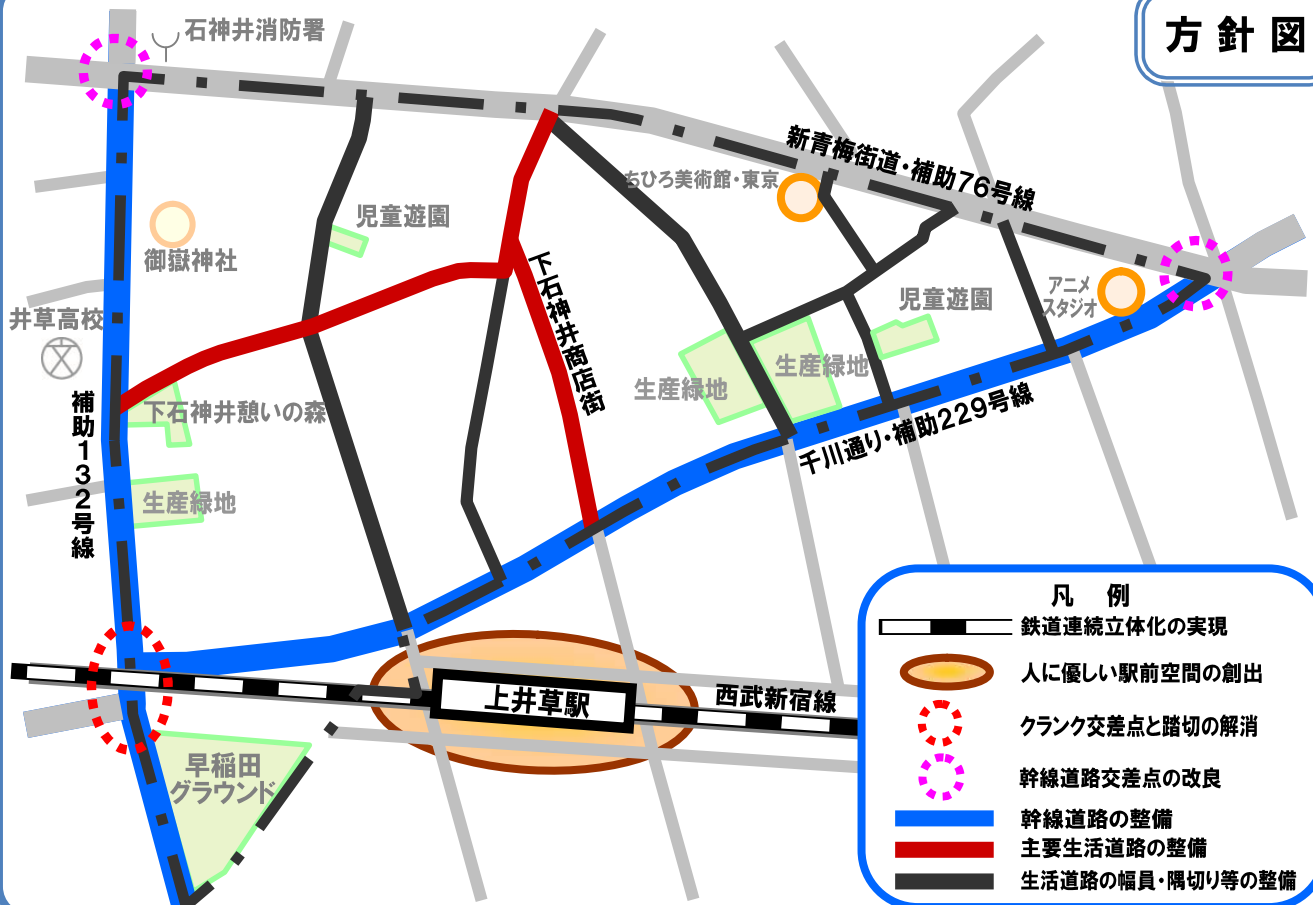 方針図
石神井消防署
新青梅街道・補助76号線
ちひろ美術館・東京
児童遊園
御嶽神社
下石神井商店街
アニメ
スタジオ
児童遊園
井草高校
生産緑地
生産緑地
補助132号線
下石神井憩いの森
千川通り・補助229号線
生産緑地
上井草駅
西武新宿線
早稲田
グラウンド
凡例
鉄道連続立体化の実現
人に優しい駅前空間の創出
クランク交差点と踏切の解消
幹線道路交差点の改良
幹線道路の整備
主要生活道路の整備
生活道路の幅員・隅切り等の整備